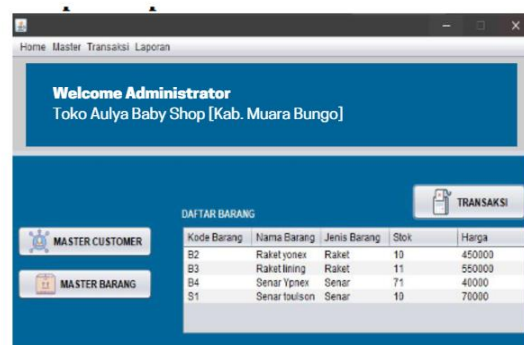 Home Master Transaksi Laporan
Welcome Administrator
Toko Aulya Baby Shop [Kab. Muara Bungo]
TRANSAKSI
DAFTAR BARANG
MASTER CUSTOMER
MASTER BARANG
Kode Barang Nama Barang Jenis Barang Stok Harga
B2 Raket yonex Raket 10 450000
B3 Raket lining Raket 11 550000
B4 Senar Ypnex Senar 71 40000
S1 Senar toulson Senar 10 70000